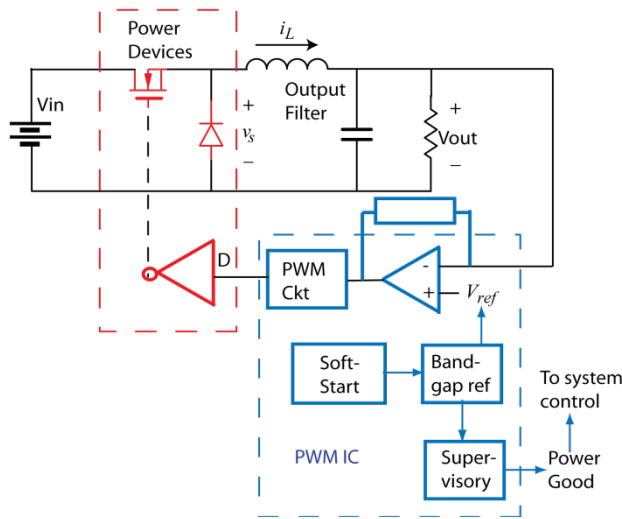 Power
Devices
i_L
Vin
+
v_s
−
Output
Filter
+
Vout
−
D
PWM
Ckt
-
+
V_ref
Soft-
Start
Band-
gap ref
To system
control
PWM IC
Super-
visory
Power
Good